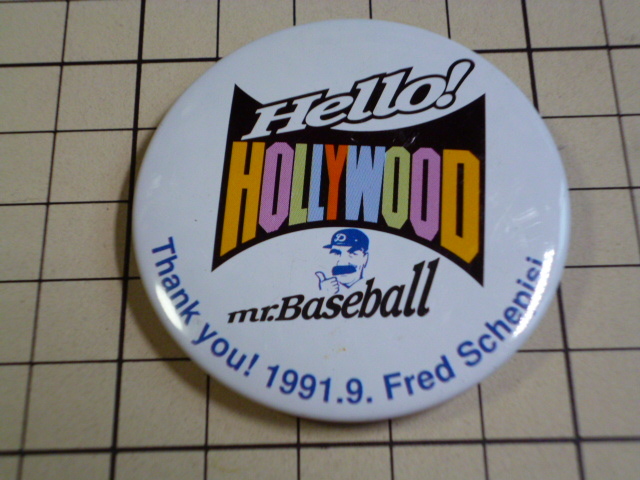 Hello!
HOLLYWOOD
mr.Baseball
Thank you! 1991.9. Fred Schepisi